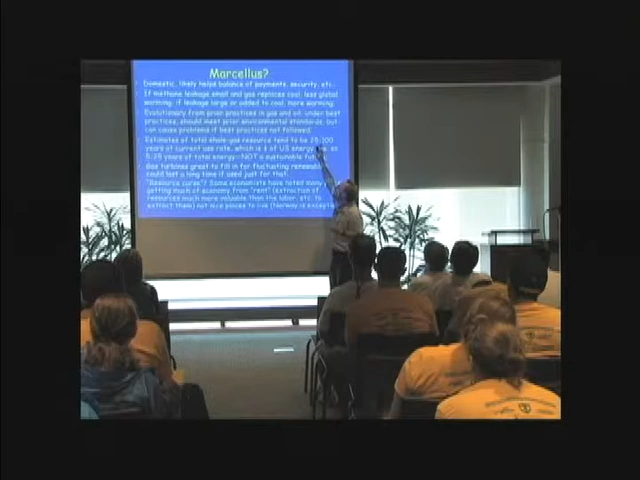 Marcellus?
Domestic, likely helps balance of payments, security, etc.
If methane leakage small and gas replaces coal, less global
warming; if leakage large or added to coal, more warming.
Evolutionary from prior practices in gas and oil; under best
practices, should meet prior environmental standards, but
can cause problems if best practices not followed
Estimates of total shale-gas resource tend to be 25-100
years at current use rate, which is ¼ of US energy use, so
of total energy--NOT a sustainable
Gas turbines great to fill in for fluctuating
could last a long time if used just for that.
"Resource curse"? Some economists have noted many
getting much of economy from "rent" (extraction of
resources much more valuable than the labor, etc. to
extract them) not nice places to live (Norway is